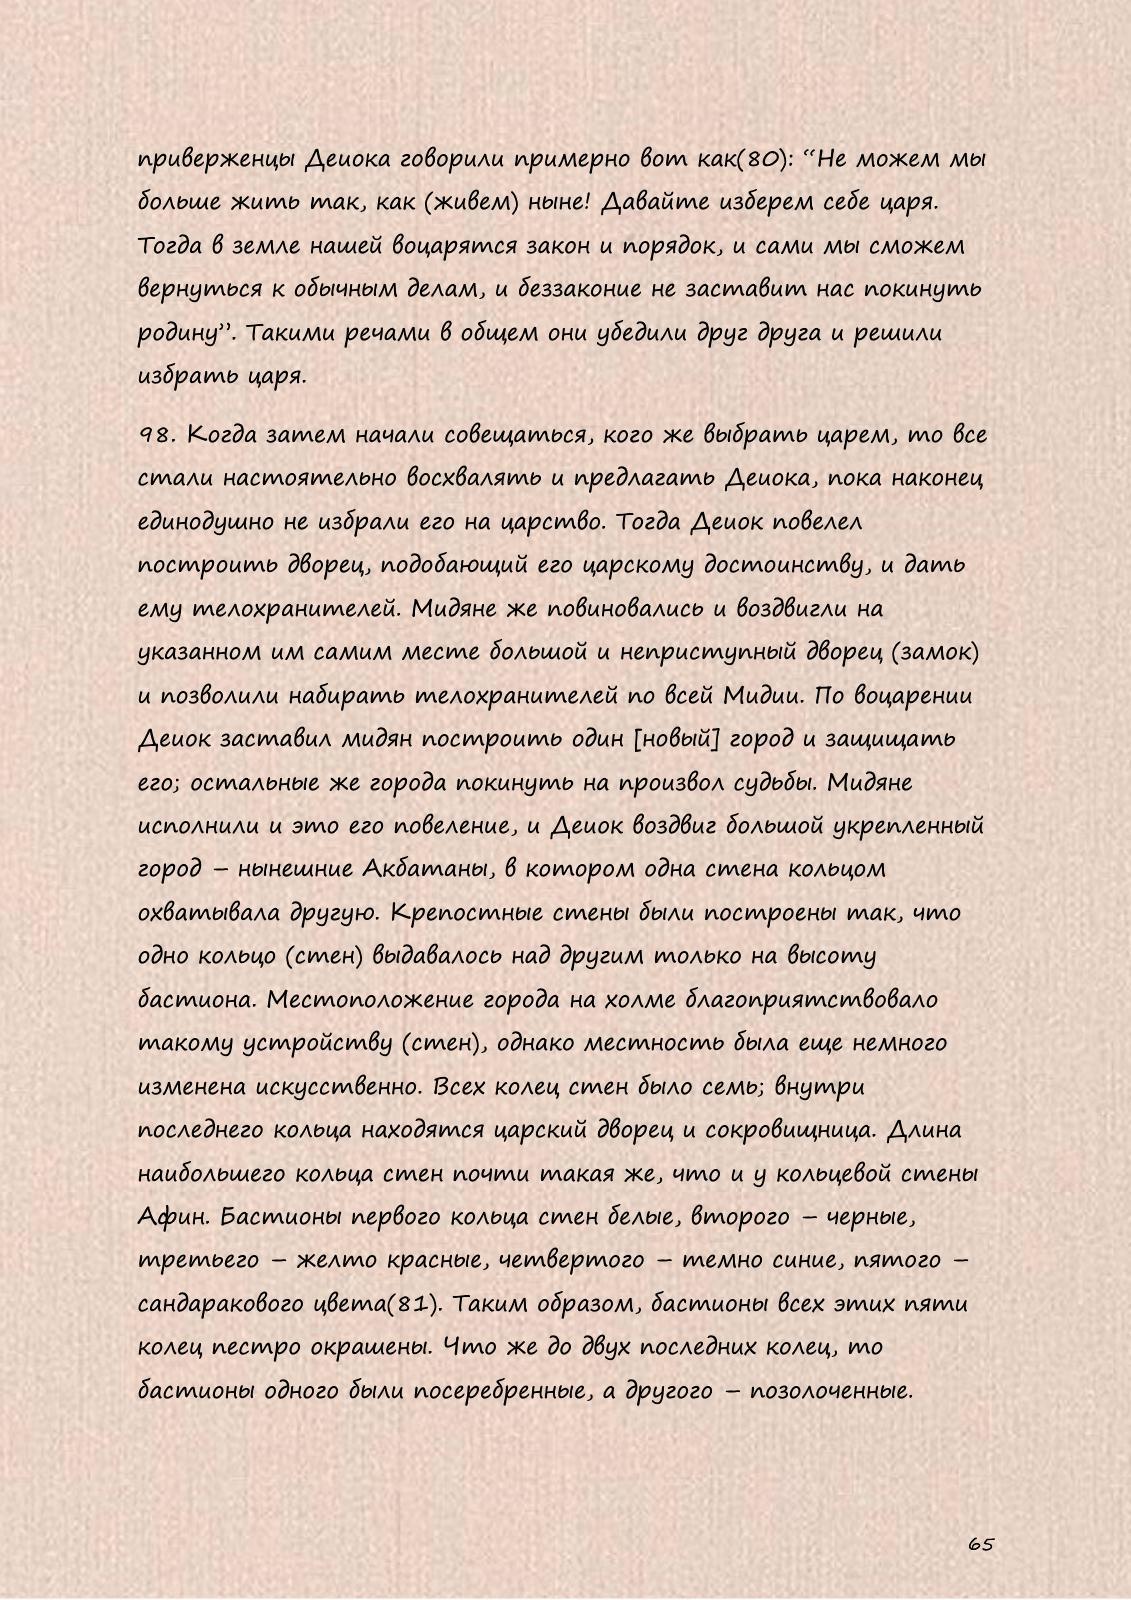 приверженцы Деиока говорили примерно вот как(80): “Не можем мы
больше жить так, как (живем) ныне! Давайте изберем себе царя.
Тогда в земле нашей воцарятся закон и порядок, и сами мы сможем
вернуться к обычным делам, и беззаконие не заставит нас покинуть
родину”. Такими речами в общем они убедили друг друга и решили
избрать царя.
98. Когда затем начали совещаться, кого же выбрать царем, то все
стали настоятельно восхвалять и предлагать Деиока, пока наконец
единодушно не избрали его на царство. Тогда Деиок повелел
построить дворец, подобающий его царскому достоинству, и дать
ему телохранителей. Мидяне же повиновались и воздвигли на
указанном им самим месте большой и неприступный дворец (замок)
и позволили набирать телохранителей по всей Мидии. По воцарении
Деиок заставил мидян построить один [новый] город и защищать
его; остальные же города покинуть на произвол судьбы. Мидяне
исполнили и это его повеление, и Деиок воздвиг большой укрепленный
город – нынешние Акбатаны, в котором одна стена кольцом
охватывала другую. Крепостные стены были построены так, что
одно кольцо (стен) выдавалось над другим только на высоту
бастиона. Местоположение города на холме благоприятствовало
такому устройству (стен), однако местность была еще немного
изменена искусственно. Всех колец стен было семь; внутри
последнего кольца находятся царский дворец и сокровищница. Длина
наибольшего кольца стен почти такая же, что и у кольцевой стены
Афин. Бастионы первого кольца стен белые, второго – черные,
третьего – желто красные, четвертого – темно синие, пятого –
сандаракового цвета(81). Таким образом, бастионы всех этих пяти
колец пестро окрашены. Что же до двух последних колец, то
бастионы одного были посеребренные, а другого – позолоченные.
65